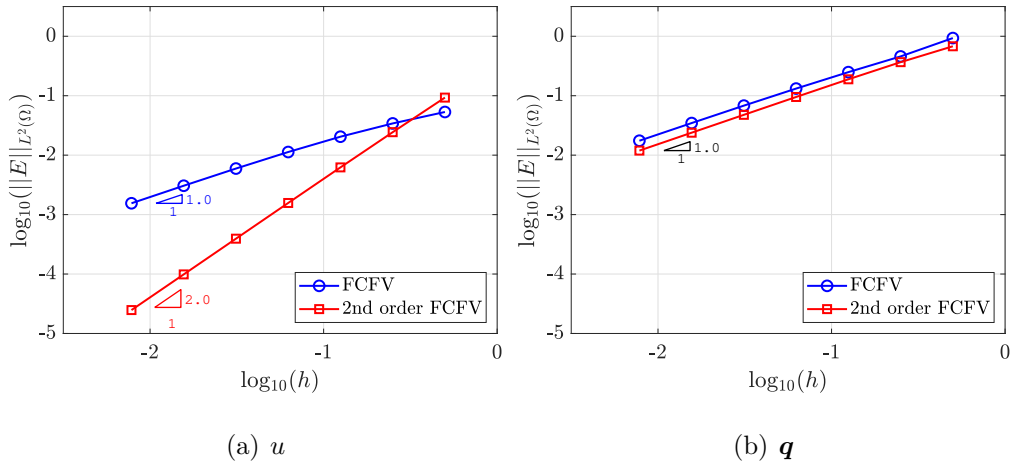 0
-1
-2
-3
-4
-5
log10(||E||L2(Ω))
-2
-1
0
log10(h)
1.0
1
2.0
1
FCFV
2nd order FCFV
(a) u
0
-1
-2
-3
-4
-5
log10(||E||L2(Ω))
-2
-1
0
log10(h)
1.0
1
FCFV
2nd order FCFV
(b) q